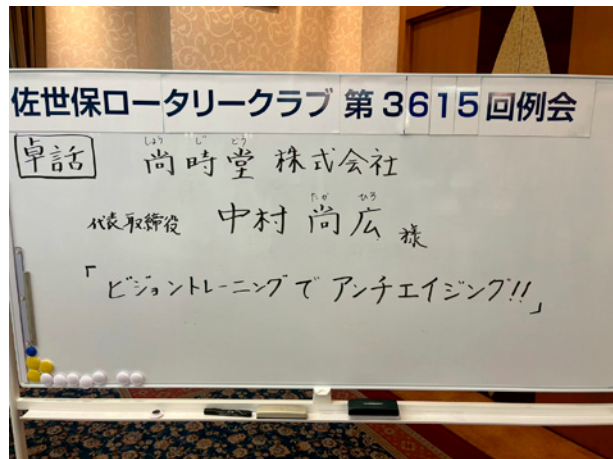 佐世保ロータリークラブ 第3615回例会
しょう じ どう
卓話 尚時堂 株式会社
たか ひろ
代表取締役 中村 尚広 様
「ビジョントレーニングで アンチエイジング!!」